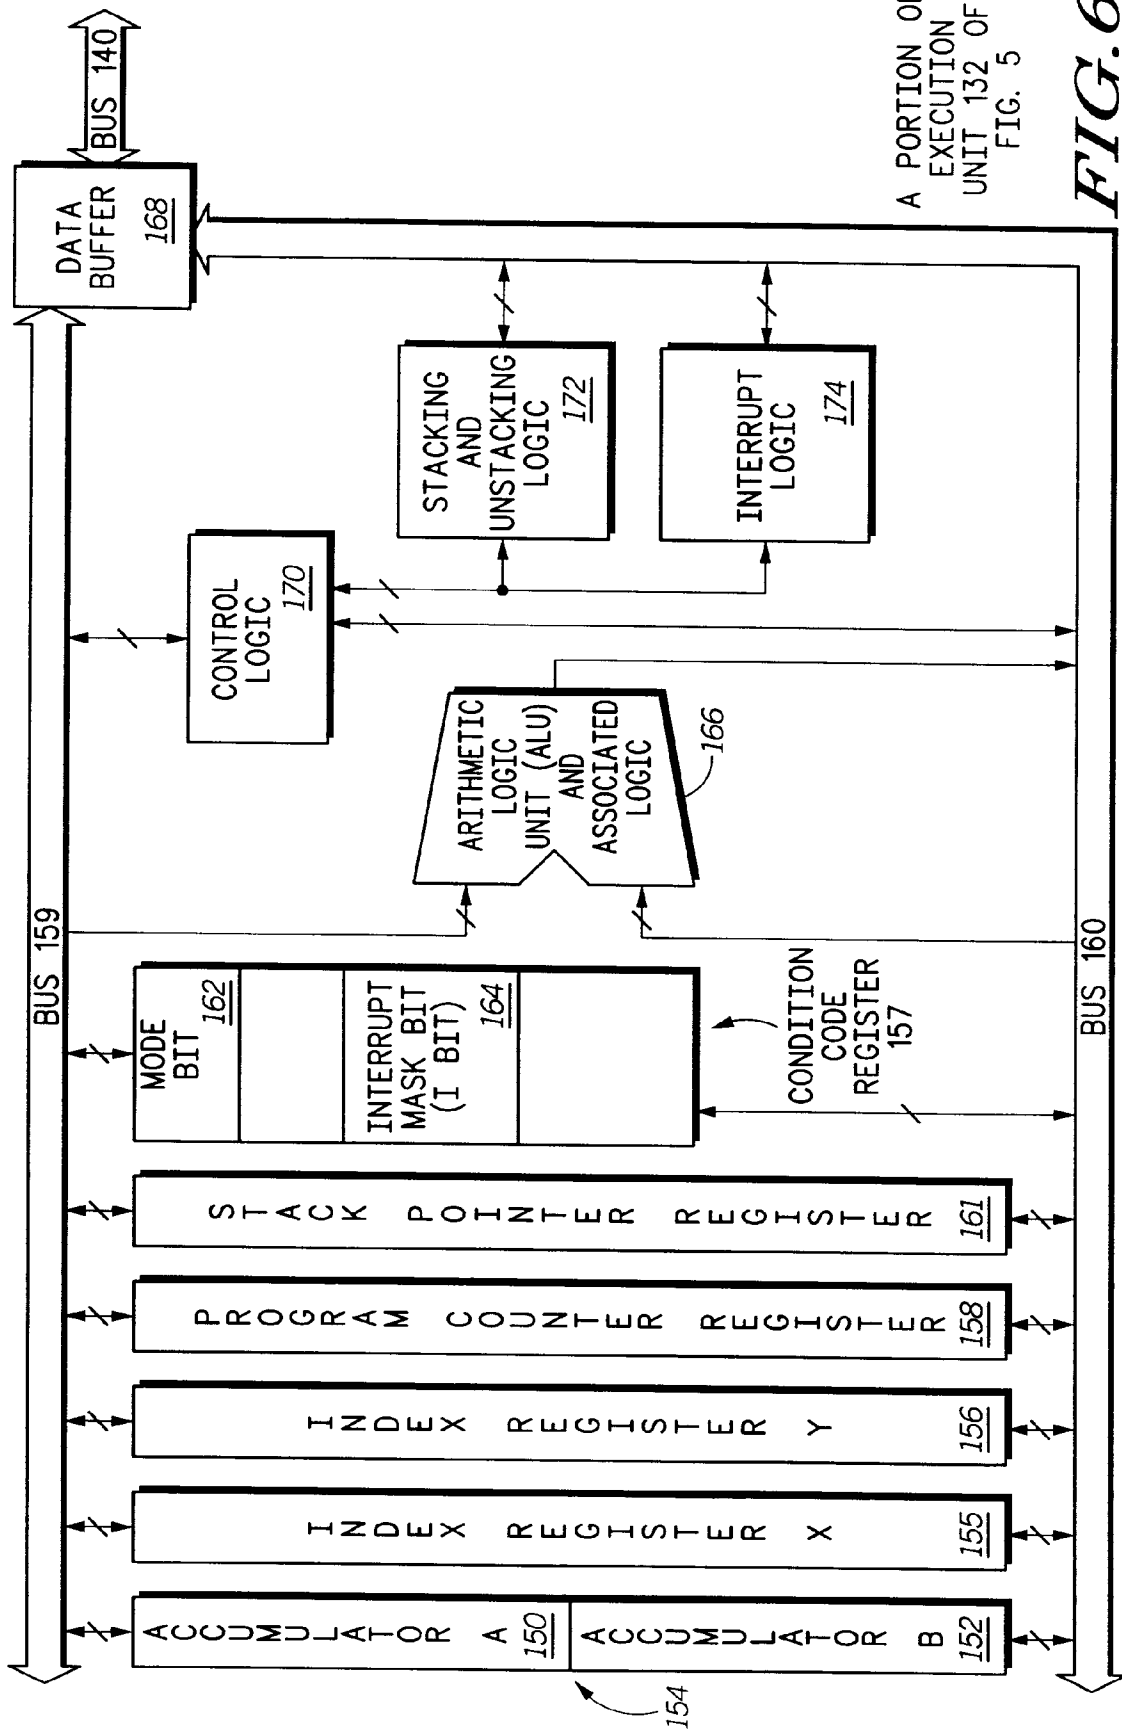 BUS 159
BUS 140
DATA
BUFFER
168
ACCUMULATOR A
150
ACCUMULATOR B
152
154
INDEX REGISTER X
155
INDEX REGISTER Y
156
PROGRAM COUNTER REGISTER
158
STACK POINTER REGISTER
161
MODE
BIT
162
INTERRUPT
MASK BIT
(I BIT)
164
CONDITION
CODE
REGISTER
157
ARITHMETIC
LOGIC
UNIT (ALU)
AND
ASSOCIATED
LOGIC
166
CONTROL
LOGIC
170
STACKING
AND
UNSTACKING
LOGIC
172
INTERRUPT
LOGIC
174
BUS 160
A PORTION OF
EXECUTION
UNIT 132 OF
FIG. 5
FIG.6